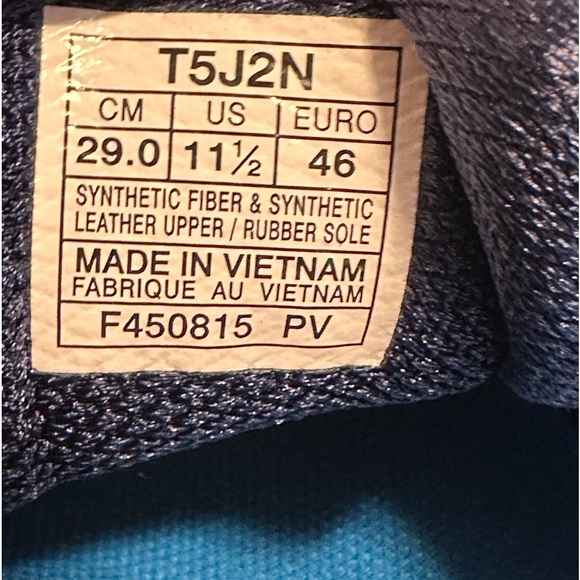 T5J2N
CM US EURO
29.0 11½ 46
SYNTHETIC FIBER & SYNTHETIC
LEATHER UPPER / RUBBER SOLE
MADE IN VIETNAM
FABRIQUE AU VIETNAM
F450815 PV